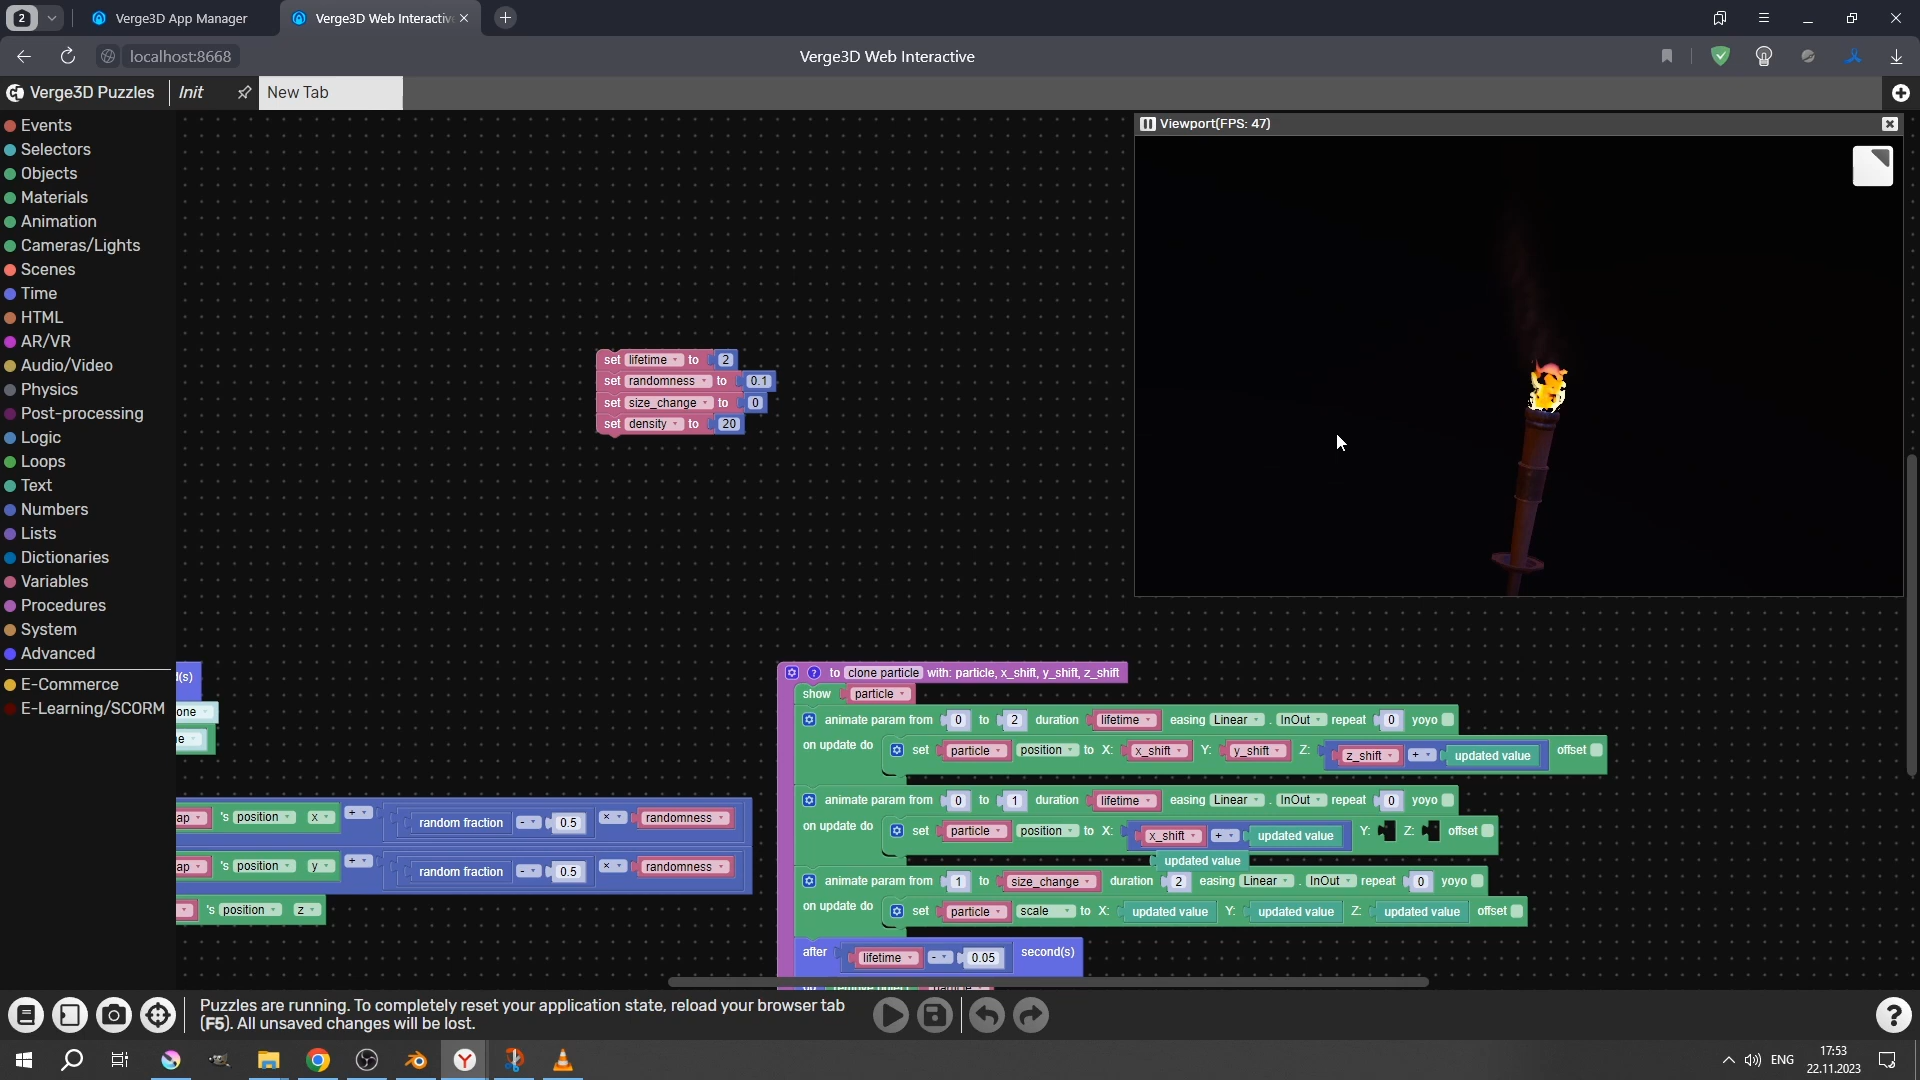 2
Verge3D App Manager
Verge3D Web Interactiv
localhost:8668
Verge3D Web Interactive
Verge3D Puzzles
Init
New Tab
Events
Selectors
Objects
Materials
Animation
Cameras/Lights
Scenes
Time
HTML
AR/VR
Audio/Video
Physics
Post-processing
Logic
Loops
Text
Numbers
Lists
Dictionaries
Variables
Procedures
System
Advanced
E-Commerce
E-Learning/SCORM
Viewport(FPS: 47)
set lifetime to 2
set randomness to 0.1
set size_change to 0
set density to 20
(s)
one
e
ap 's position x + random fraction - 0.5 × randomness
ap 's position y + random fraction - 0.5 × randomness
's position z
? to clone particle with: particle, x_shift, y_shift, z_shift
show particle
animate param from 0 to 2 duration lifetime easing Linear . InOut repeat 0 yoyo
on update do set particle position to X: x_shift Y: y_shift Z: z_shift + updated value offset
animate param from 0 to 1 duration lifetime easing Linear . InOut repeat 0 yoyo
on update do set particle position to X: x_shift + updated value Y: Z: offset
updated value
animate param from 1 to size_change duration 2 easing Linear . InOut repeat 0 yoyo
on update do set particle scale to X: updated value Y: updated value Z: updated value offset
after lifetime - 0.05 second(s)
Puzzles are running. To completely reset your application state, reload your browser tab
(F5). All unsaved changes will be lost.
?
ENG
17:53
22.11.2023